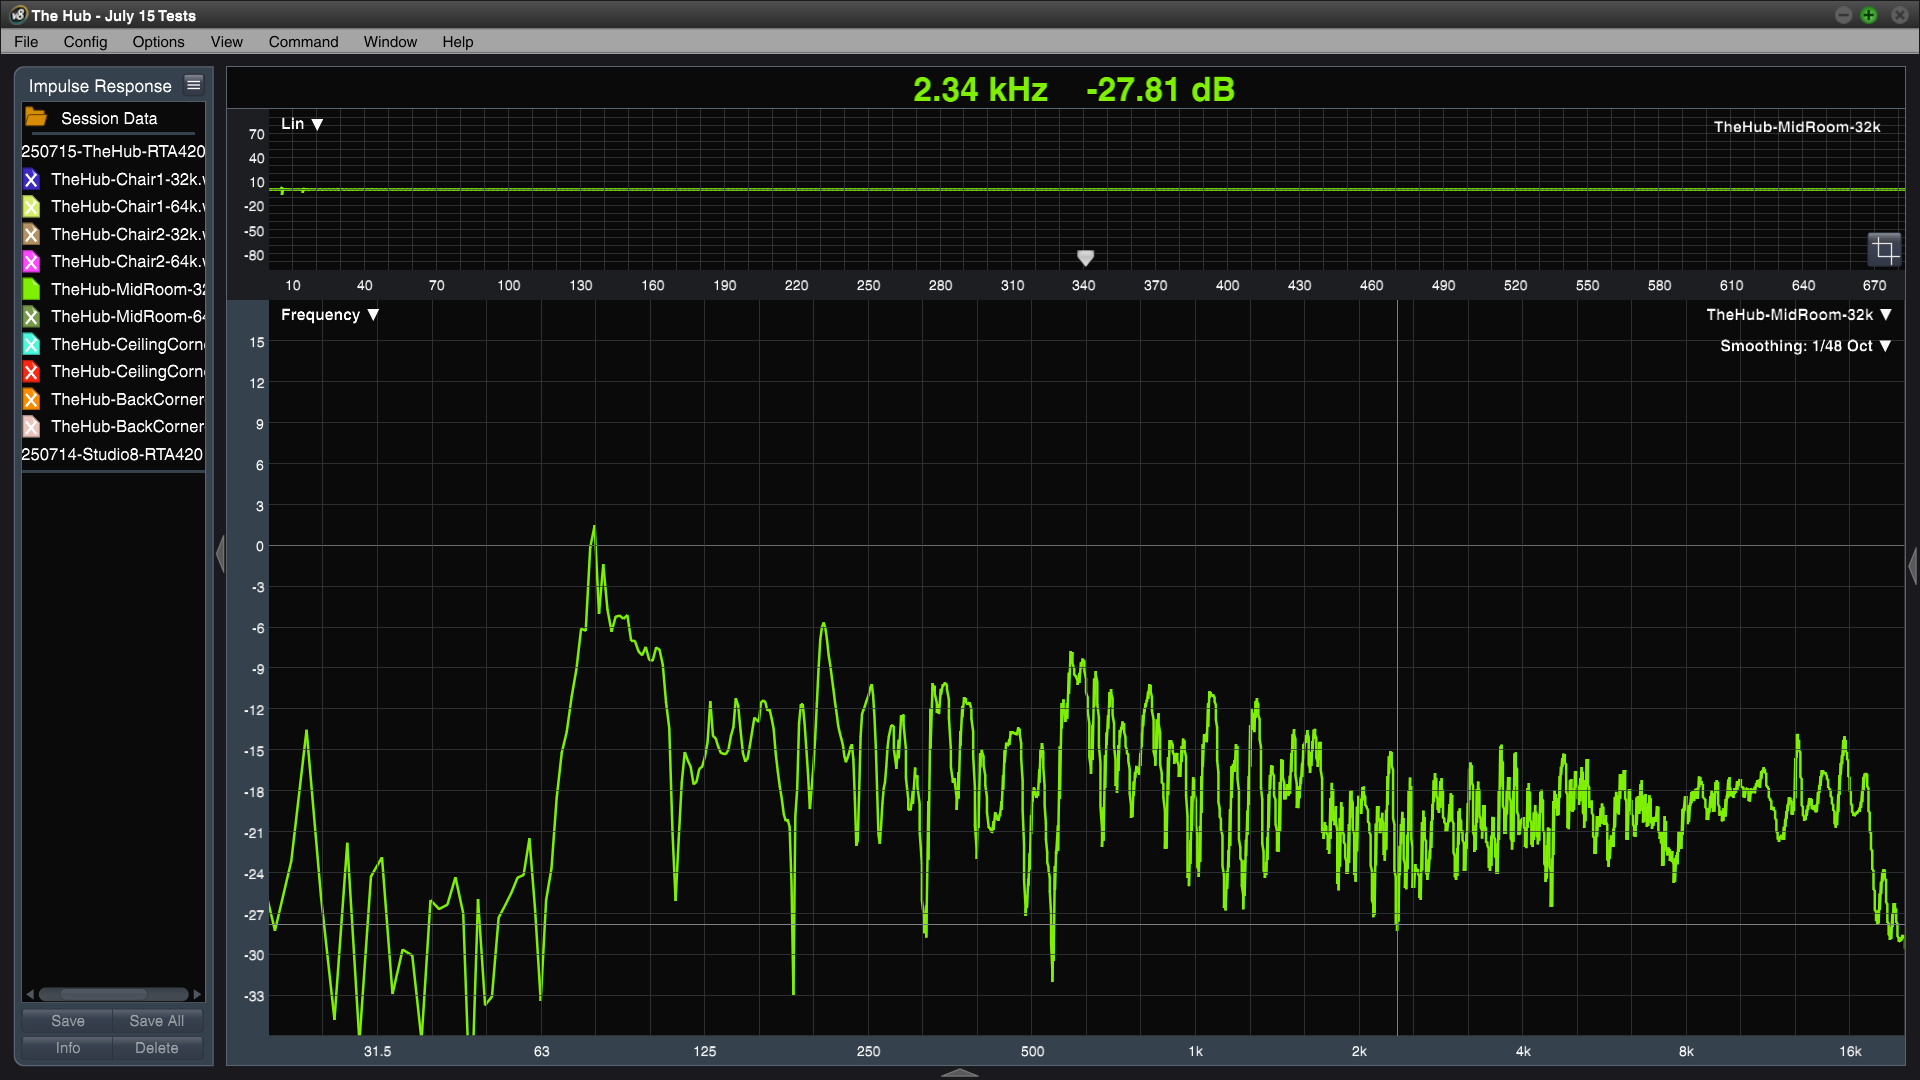 v8 The Hub - July 15 Tests
File Config Options View Command Window Help
Impulse Response
Session Data
250715-TheHub-RTA420
TheHub-Chair1-32k.
TheHub-Chair1-64k.
TheHub-Chair2-32k.
TheHub-Chair2-64k.
TheHub-MidRoom-32
TheHub-MidRoom-64
TheHub-CeilingCorn
TheHub-CeilingCorn
TheHub-BackCorner
TheHub-BackCorner
250714-Studio8-RTA420
Save Save All
Info Delete
2.34 kHz -27.81 dB
Lin ▼
TheHub-MidRoom-32k
70
40
10
-20
-50
-80
10 40 70 100 130 160 190 220 250 280 310 340 370 400 430 460 490 520 550 580 610 640 670
Frequency ▼
TheHub-MidRoom-32k ▼
Smoothing: 1/48 Oct ▼
15
12
9
6
3
0
-3
-6
-9
-12
-15
-18
-21
-24
-27
-30
-33
31.5 63 125 250 500 1k 2k 4k 8k 16k